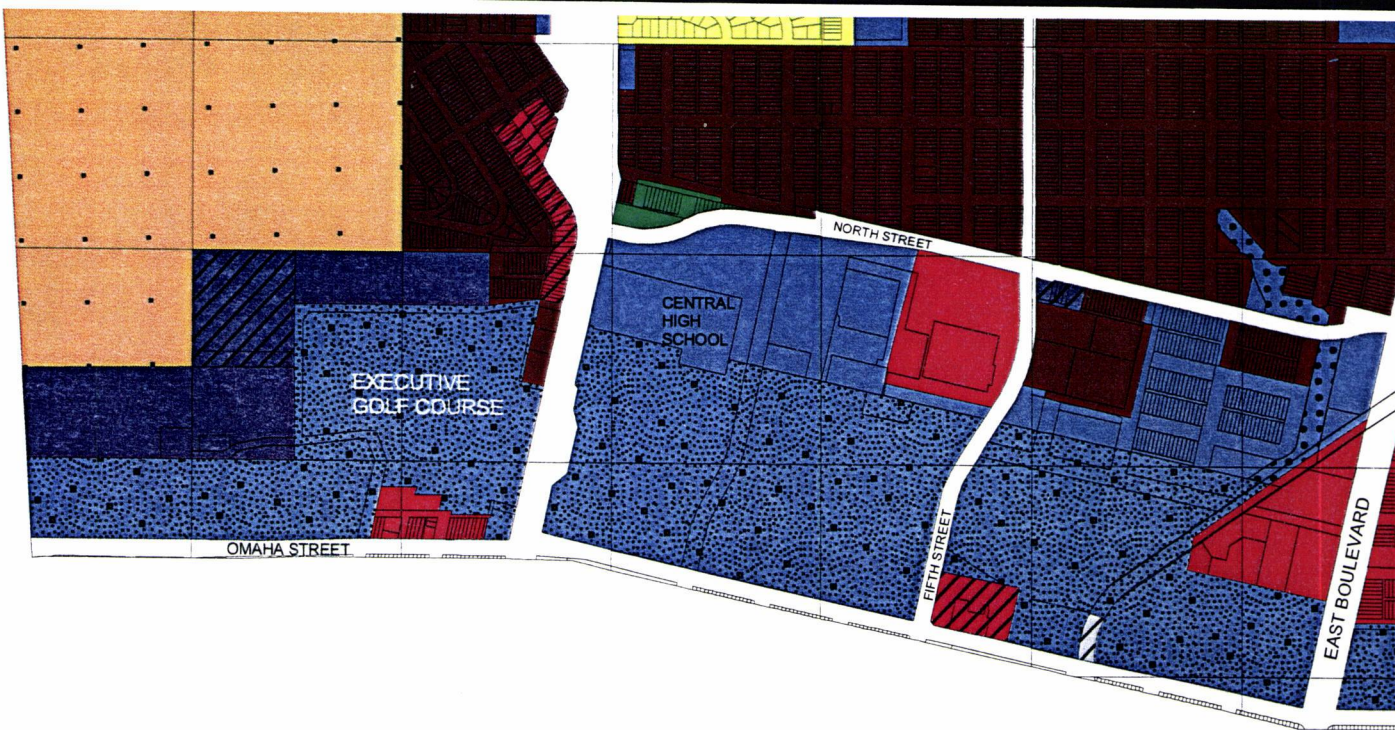 NORTH STREET
CENTRAL
HIGH
SCHOOL
EXECUTIVE
GOLF COURSE
OMAHA STREET
FIFTH STREET
EAST BOULEVARD